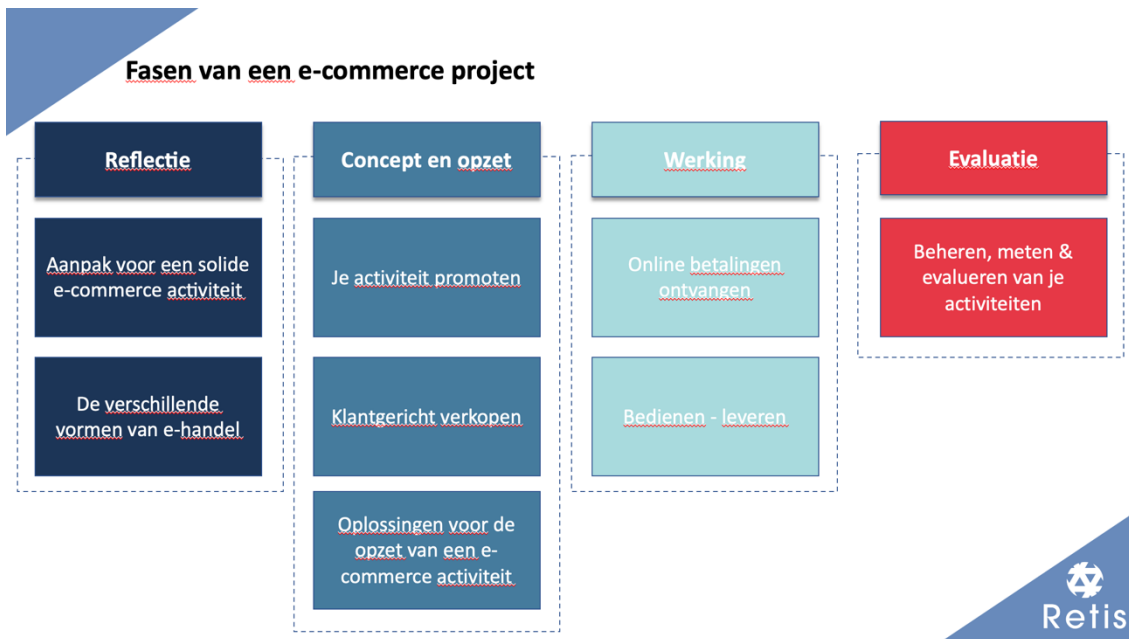 Fasen van een e-commerce project
Reflectie
Aanpak voor een solide
e-commerce activiteit
De verschillende
vormen van e-handel
Concept en opzet
Je activiteit promoten
Klantgericht verkopen
Oplossingen voor de
opzet van een e-
commerce activiteit
Werking
Online betalingen
ontvangen
Bedienen - leveren
Evaluatie
Beheren, meten &
evalueren van je
activiteiten
Retis